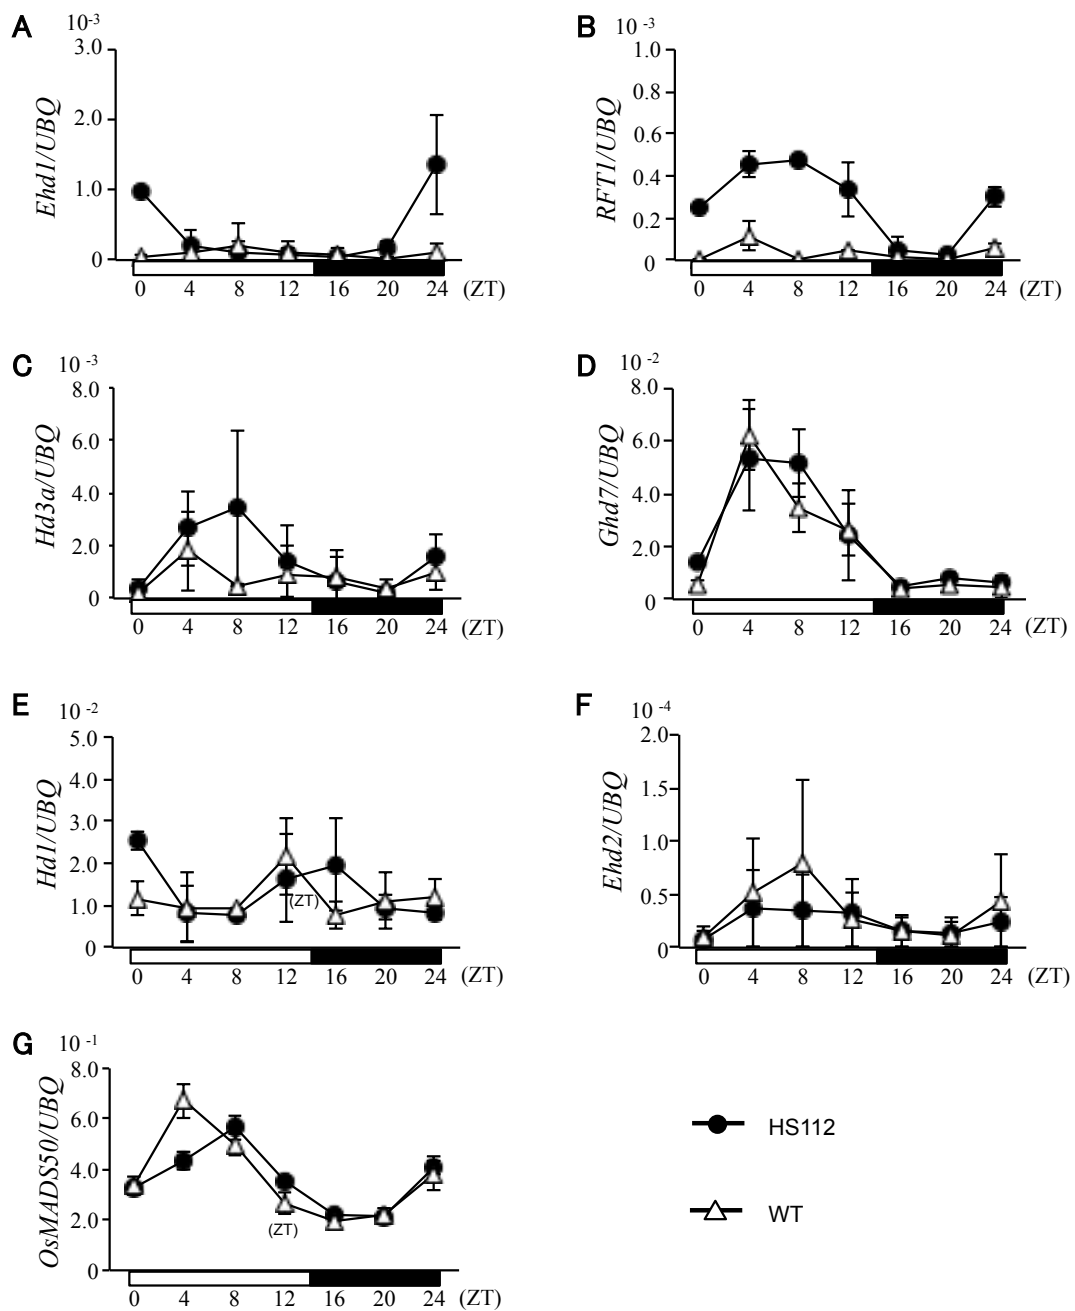 A
10 -3
3.0
2.0
1.0
0
Ehd1/UBQ
0 4 8 12 16 20 24 (ZT)
B
10 -3
1.0
0.8
0.6
0.4
0.2
0
RFT1/UBQ
0 4 8 12 16 20 24 (ZT)
C
10 -3
8.0
6.0
4.0
2.0
0
Hd3a/UBQ
0 4 8 12 16 20 24 (ZT)
D
10 -2
8.0
6.0
4.0
2.0
0
Ghd7/UBQ
0 4 8 12 16 20 24 (ZT)
E
10 -2
5.0
4.0
3.0
2.0
1.0
0
Hd1/UBQ
(ZT)
0 4 8 12 16 20 24 (ZT)
F
10 -4
2.0
1.5
1.0
0.5
0
Ehd2/UBQ
0 4 8 12 16 20 24 (ZT)
G
10 -1
8.0
6.0
4.0
2.0
0
OsMADS50/UBQ
(ZT)
0 4 8 12 16 20 24 (ZT)
HS112
WT